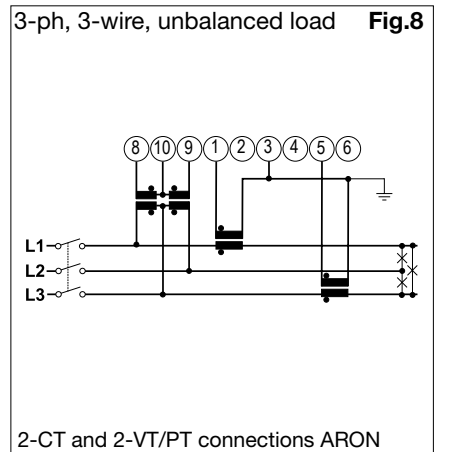 3-ph, 3-wire, unbalanced load Fig.8
8 10 9 1 2 3 4 5 6
L1
L2
L3
2-CT and 2-VT/PT connections ARON